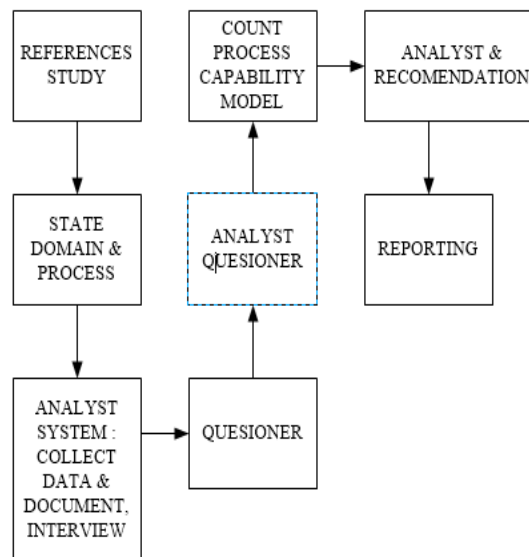 REFERENCES
STUDY
STATE
DOMAIN &
PROCESS
ANALYST
SYSTEM :
COLLECT
DATA &
DOCUMENT,
INTERVIEW
QUESIONER
ANALYST
QUESIONER
COUNT
PROCESS
CAPABILITY
MODEL
ANALYST &
RECOMENDATION
REPORTING